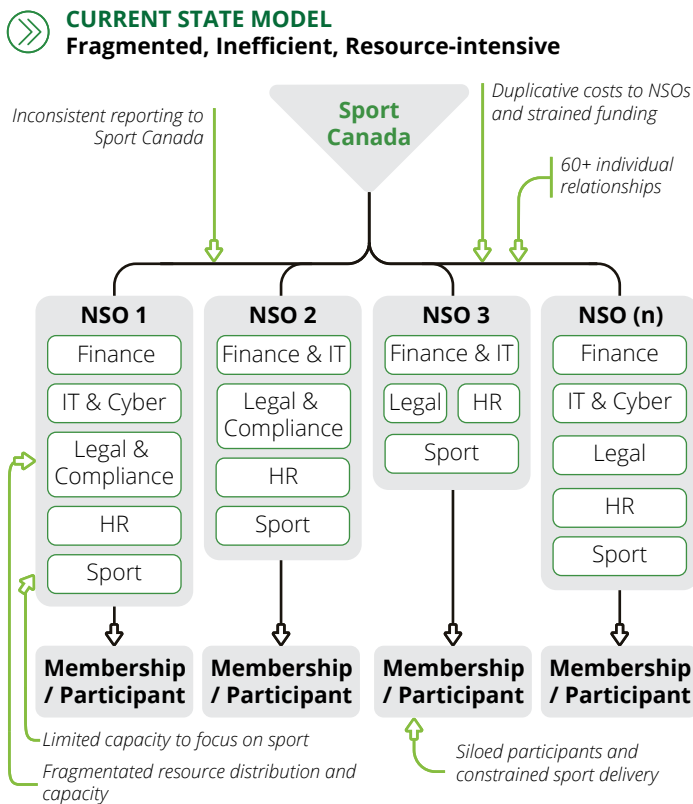 CURRENT STATE MODEL
Fragmented, Inefficient, Resource-intensive
Inconsistent reporting to
Sport Canada
Sport
Canada
Duplicative costs to NSOs
and strained funding
60+ individual
relationships
NSO 1
Finance
IT & Cyber
Legal &
Compliance
HR
Sport
NSO 2
Finance & IT
Legal &
Compliance
HR
Sport
NSO 3
Finance & IT
Legal
HR
Sport
NSO (n)
Finance
IT & Cyber
Legal
HR
Sport
Membership
/ Participant
Membership
/ Participant
Membership
/ Participant
Membership
/ Participant
Limited capacity to focus on sport
Fragmentated resource distribution and
capacity
Siloed participants and
constrained sport delivery